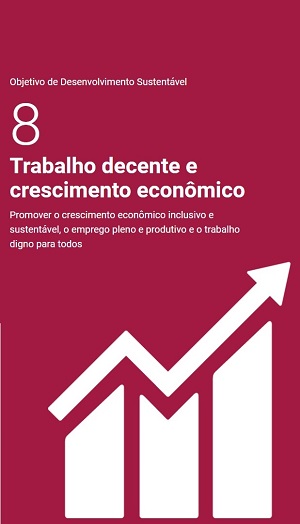 Objetivo de Desenvolvimento Sustentável
8
Trabalho decente e
crescimento econômico
Promover o crescimento econômico inclusivo e
sustentável, o emprego pleno e produtivo e o trabalho
digno para todos